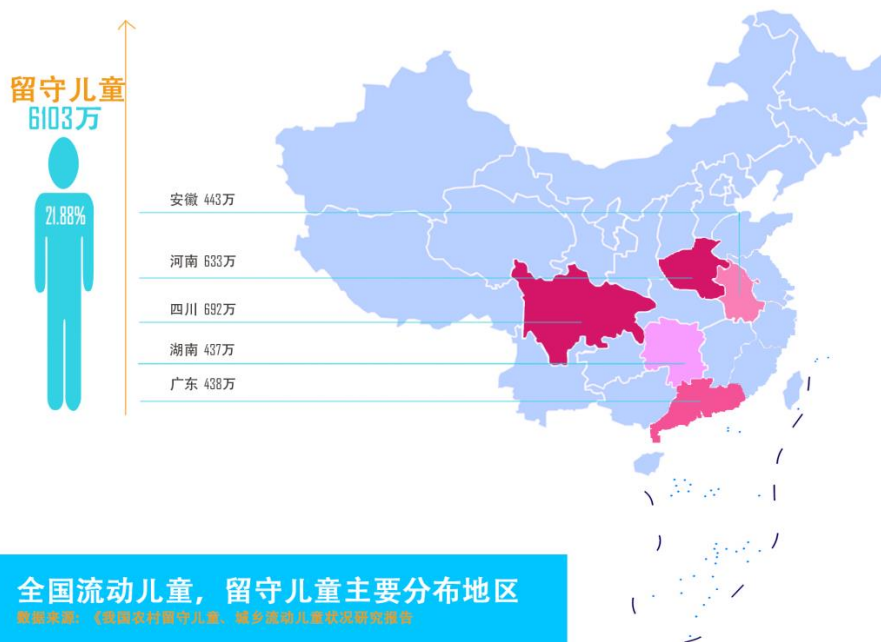 留守儿童
6103万
21.88%
安徽 443万
河南 633万
四川 692万
湖南 437万
广东 438万
全国流动儿童，留守儿童主要分布地区
数据来源：《我国农村留守儿童、城乡流动儿童状况研究报告